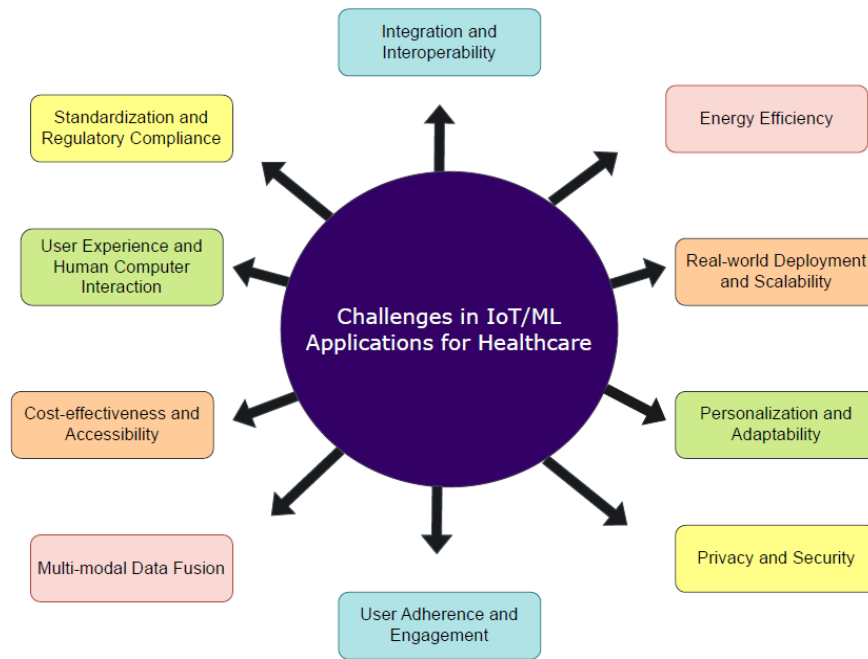 Integration and
Interoperability
Standardization and
Regulatory Compliance
Energy Efficiency
User Experience and
Human Computer
Interaction
Real-world Deployment
and Scalability
Challenges in IoT/ML
Applications for Healthcare
Cost-effectiveness and
Accessibility
Personalization and
Adaptability
Multi-modal Data Fusion
Privacy and Security
User Adherence and
Engagement